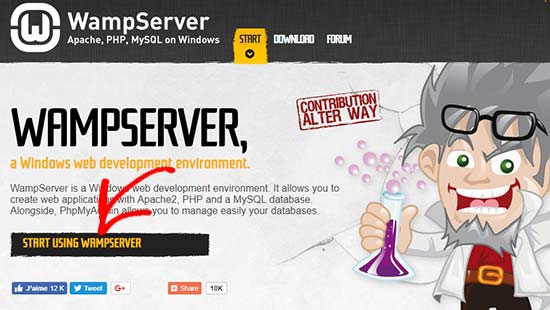 WampServer
Apache, PHP, MySQL on Windows
START
DOWNLOAD
FORUM
CONTRIBUTION
ALTER WAY
WAMPSERVER,
a Windows web development environment.
WampServer is a Windows web development environment. It allows you to
create web applications with Apache2, PHP and a MySQL database.
Alongside, PhpMyAdmin allows you to manage easily your databases.
START USING WAMPSERVER
J'aime 12 K
Tweet
G+
Share
10K